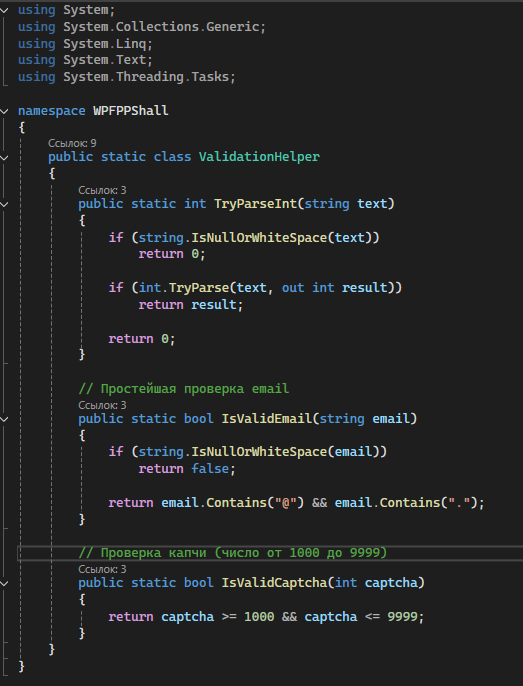 using System;
using System.Collections.Generic;
using System.Linq;
using System.Text;
using System.Threading.Tasks;

namespace WPFPPShall
{
    Ссылок: 9
    public static class ValidationHelper
    {
        Ссылок: 3
        public static int TryParseInt(string text)
        {
            if (string.IsNullOrWhiteSpace(text))
                return 0;

            if (int.TryParse(text, out int result))
                return result;

            return 0;
        }

        // Простейшая проверка email
        Ссылок: 3
        public static bool IsValidEmail(string email)
        {
            if (string.IsNullOrWhiteSpace(email))
                return false;

            return email.Contains("@") && email.Contains(".");
        }

        // Проверка капчи (число от 1000 до 9999)
        Ссылок: 3
        public static bool IsValidCaptcha(int captcha)
        {
            return captcha >= 1000 && captcha <= 9999;
        }
    }
}